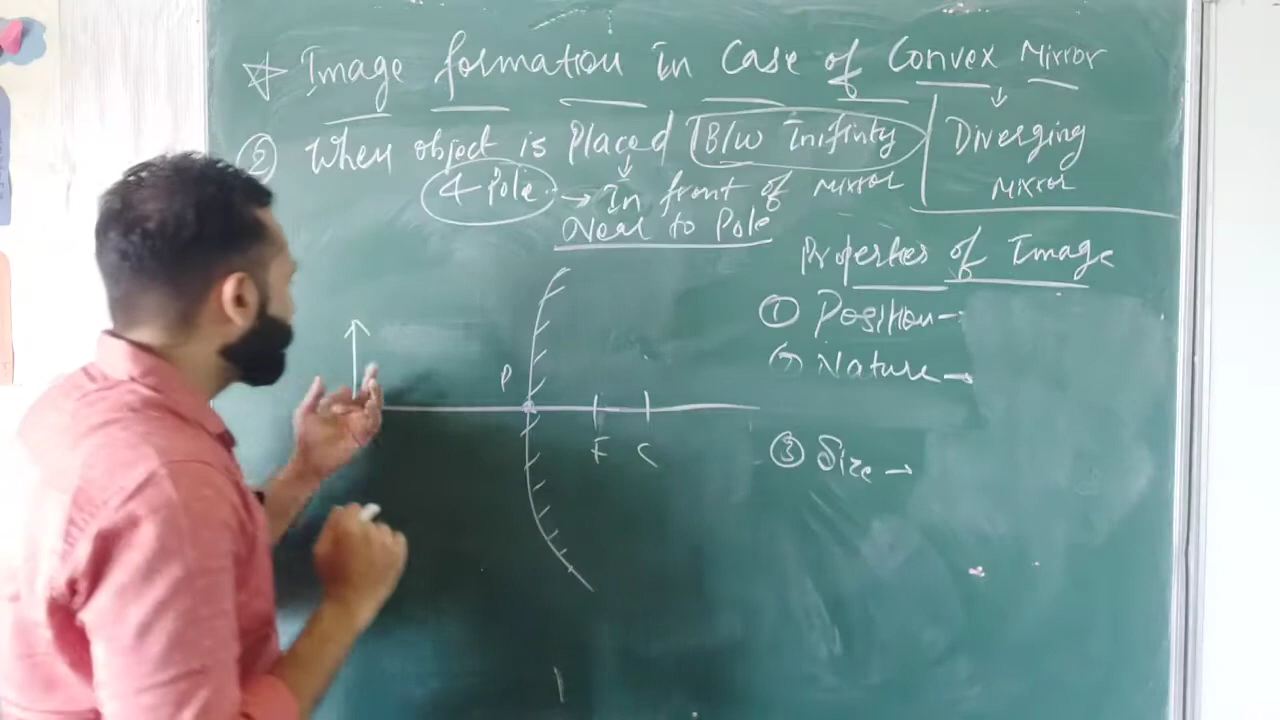 ☆ Image formation in Case of Convex Mirror
② When object is Placed B/w Inifinty
& Pole → In front of Mirror
Near to Pole
Diverging
Mirror
Properties of Image
① Position →
② Nature →
③ Size →
P
F C